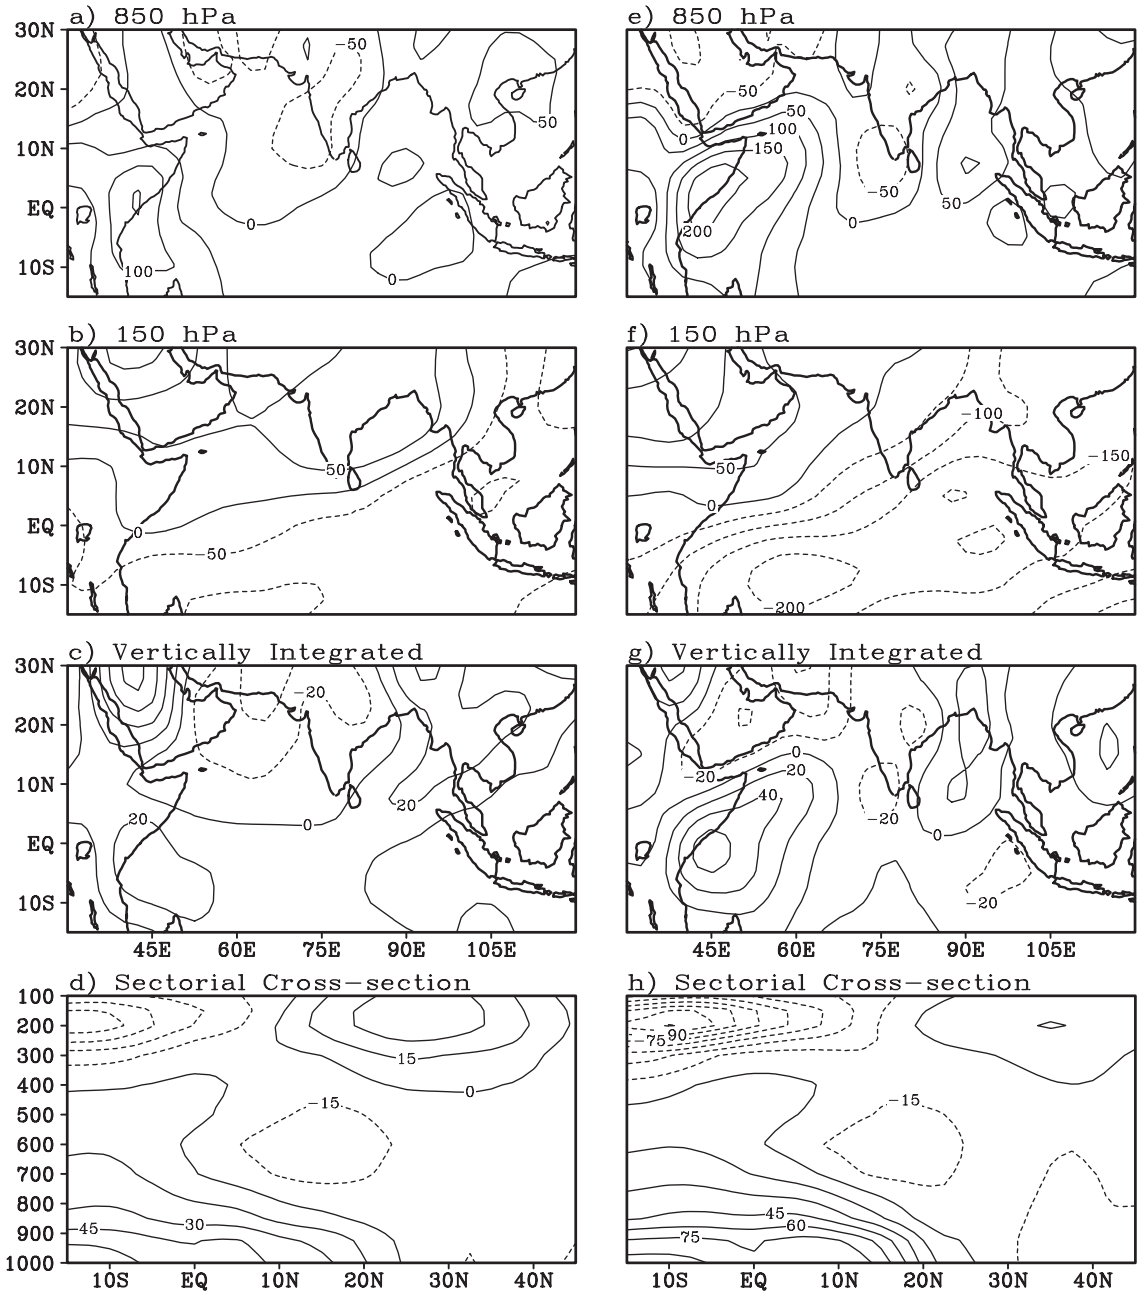 a) 850 hPa
30N
20N
10N
EQ
10S
−50
50
0
0
100
e) 850 hPa
−50
0
50
100
150
200
−50
0
50
b) 150 hPa
30N
20N
10N
EQ
10S
50
0
−50
f) 150 hPa
−100
−150
50
0
−200
c) Vertically Integrated
30N
20N
10N
EQ
10S
−20
20
20
0
45E 60E 75E 90E 105E
g) Vertically Integrated
−20
0
20
40
−20
0
−20
45E 60E 75E 90E 105E
d) Sectorial Cross−section
100
200
300
400
500
600
700
800
900
1000
15
0
−15
30
45
10S EQ 10N 20N 30N 40N
h) Sectorial Cross−section
−75
90
−15
45
60
75
10S EQ 10N 20N 30N 40N